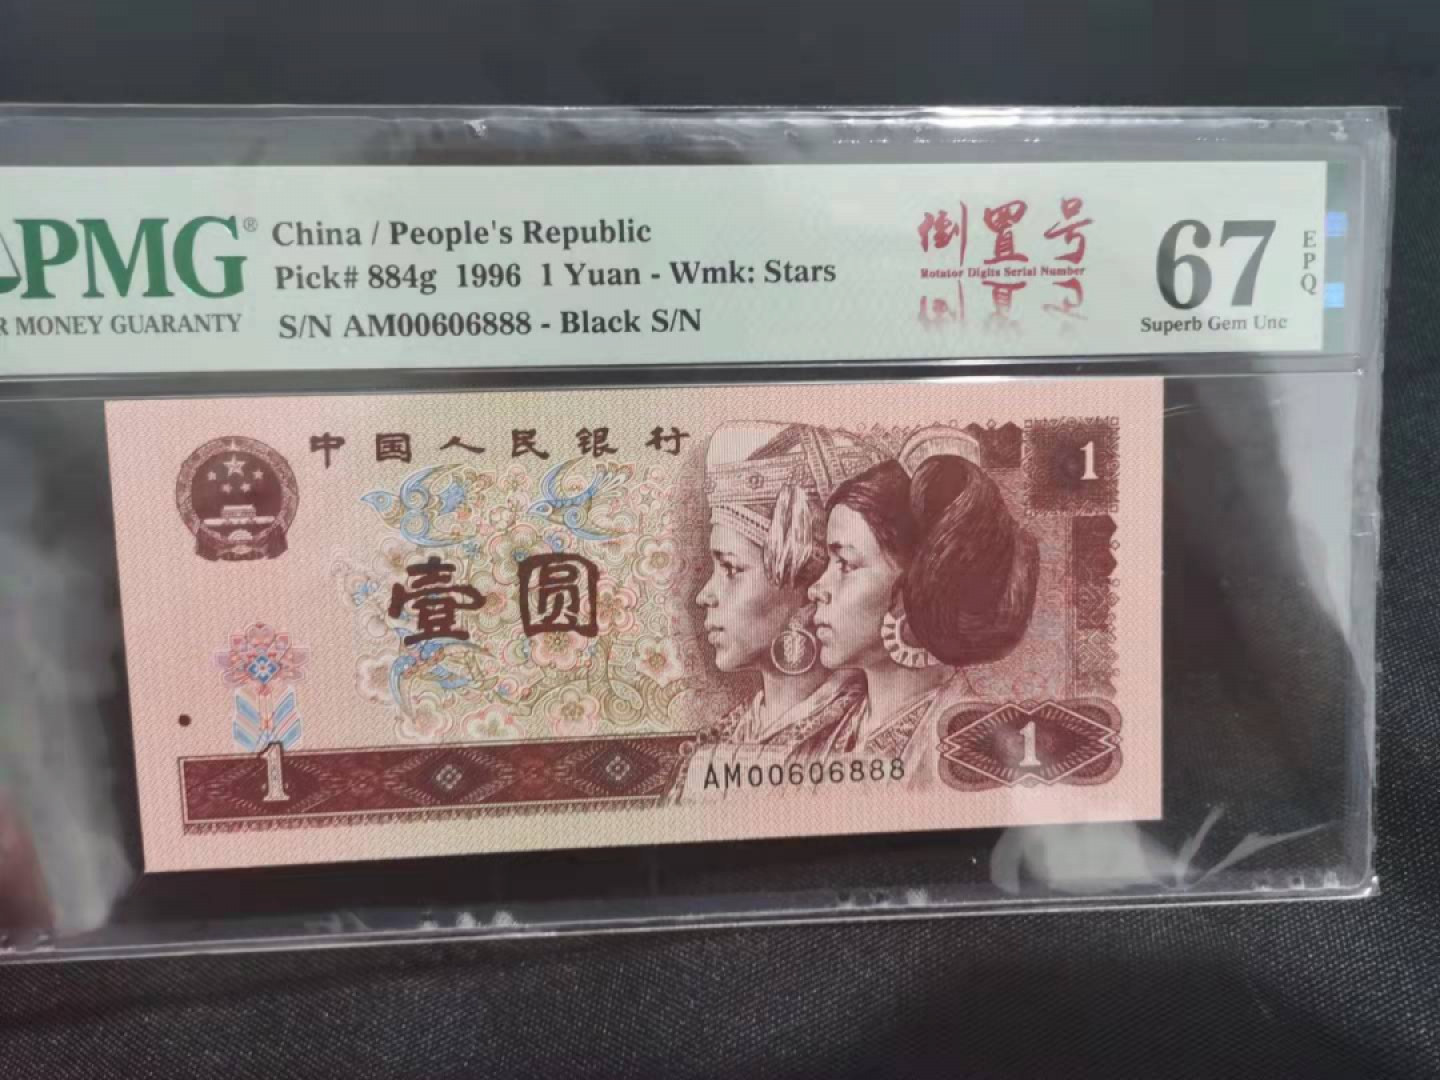 PMG®
R MONEY GUARANTY
China / People's Republic
Pick# 884g 1996 1 Yuan - Wmk: Stars
S/N AM00606888 - Black S/N
倒置号
Rotator Digits Serial Number
67
EPQ
Superb Gem Unc
中国人民银行
1
壹圆
1
1
AM00606888